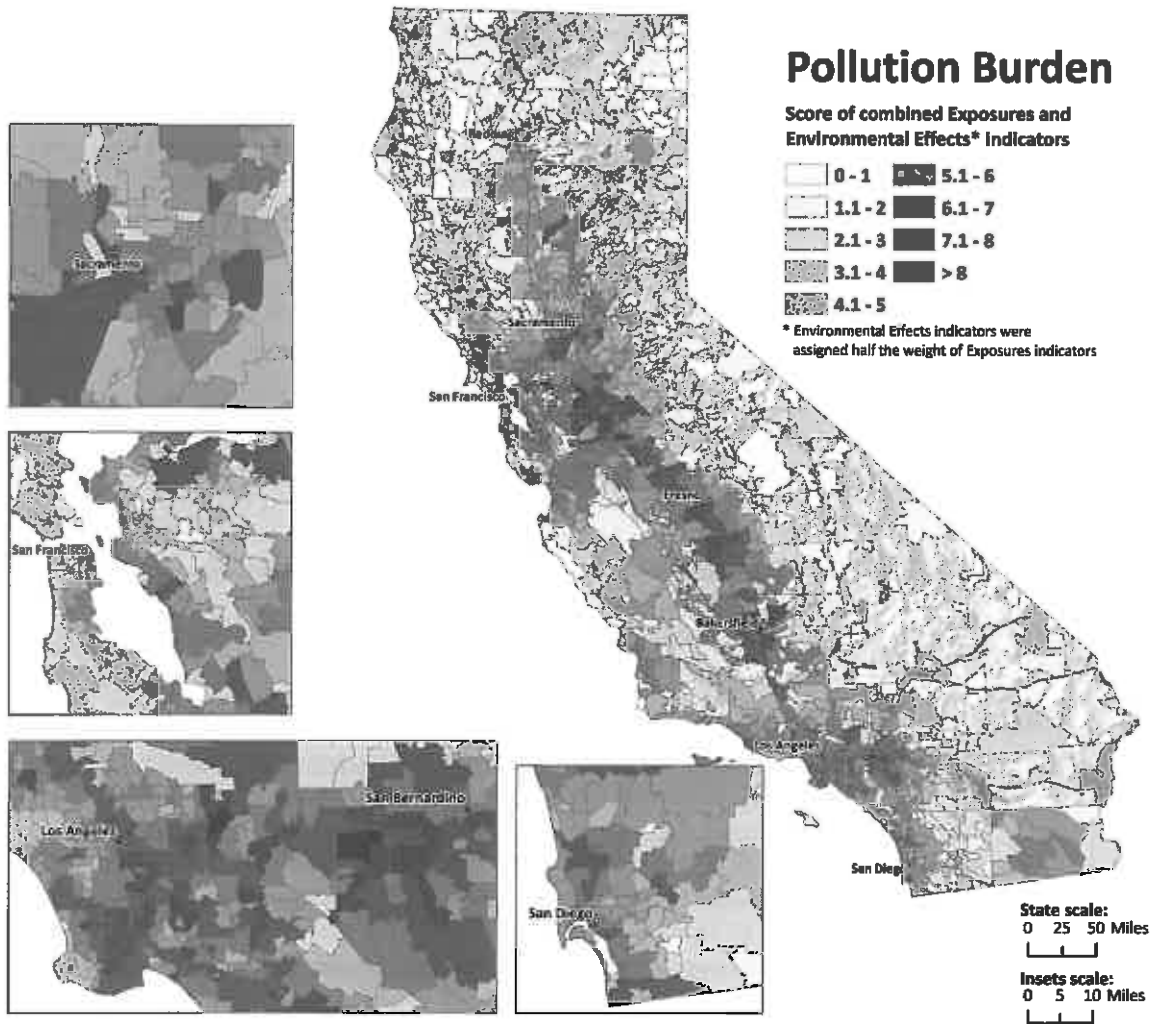 Pollution Burden
Score of combined Exposures and
Environmental Effects* Indicators
0 - 1
5.1 - 6
1.1 - 2
6.1 - 7
2.1 - 3
7.1 - 8
3.1 - 4
> 8
4.1 - 5
* Environmental Effects indicators were
assigned half the weight of Exposures indicators
Redding
Sacramento
San Francisco
Fresno
Bakersfield
Los Angeles
San Diego
Sacramento
San Francisco
San Bernardino
Los Angeles
San Diego
State scale:
0 25 50 Miles
Insets scale:
0 5 10 Miles